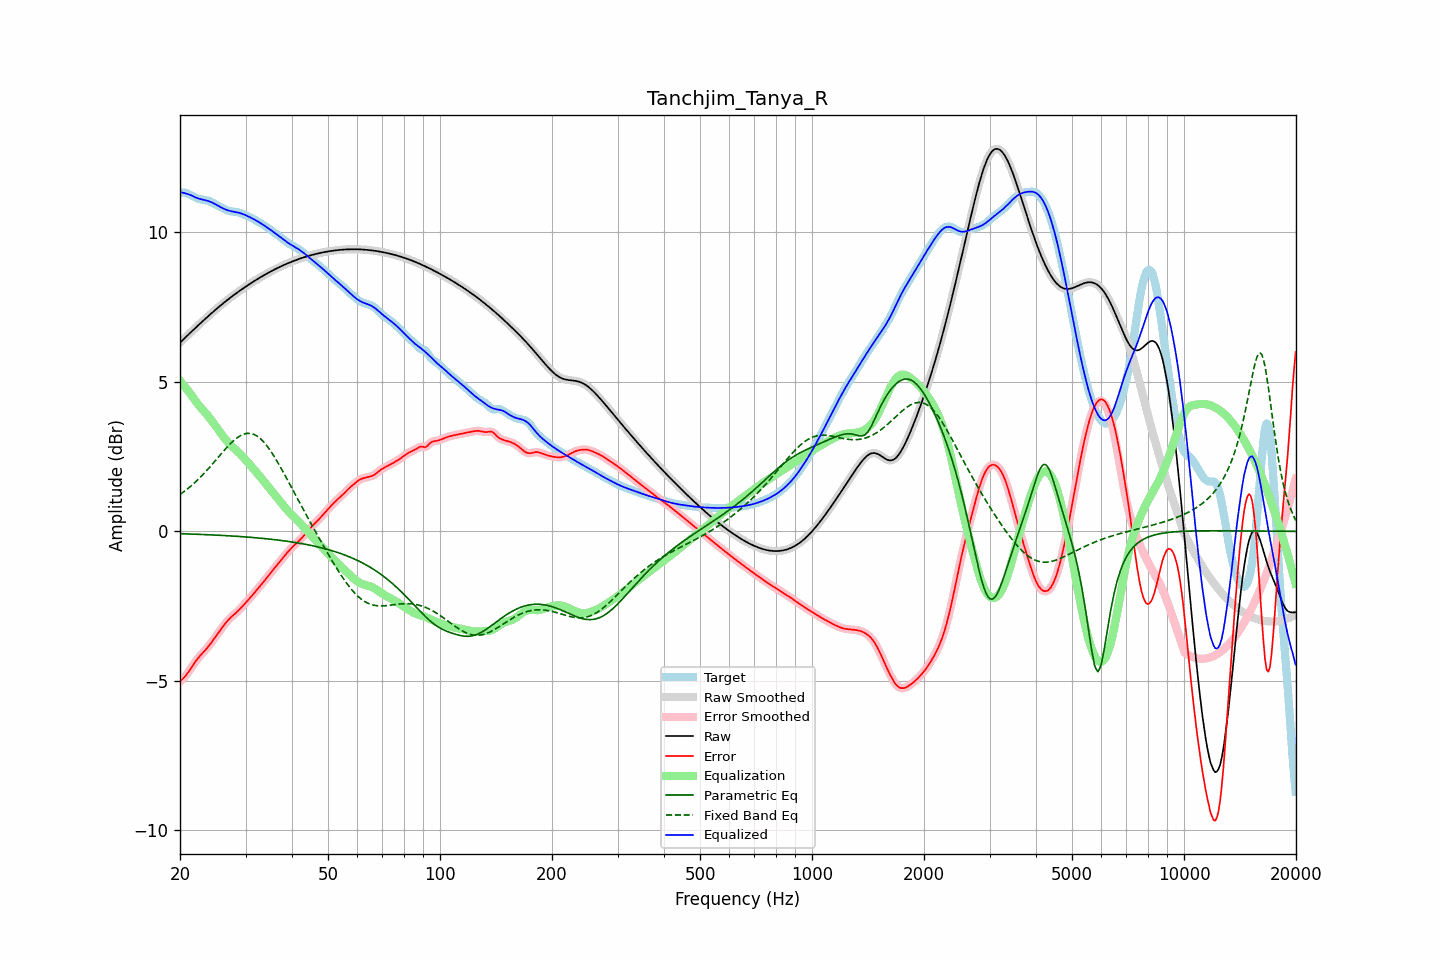 Tanchjim_Tanya_R
Amplitude (dBr)
10
5
0
−5
−10
20
50
100
200
500
1000
2000
5000
10000
20000
Frequency (Hz)
Target
Raw Smoothed
Error Smoothed
Raw
Error
Equalization
Parametric Eq
Fixed Band Eq
Equalized